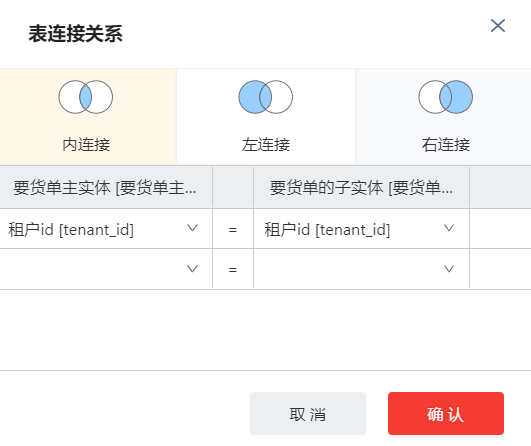 表连接关系
内连接 左连接 右连接
要货单主实体 [要货单主... 要货单的子实体 [要货单...
租户id [tenant_id] = 租户id [tenant_id]
=
取消 确认